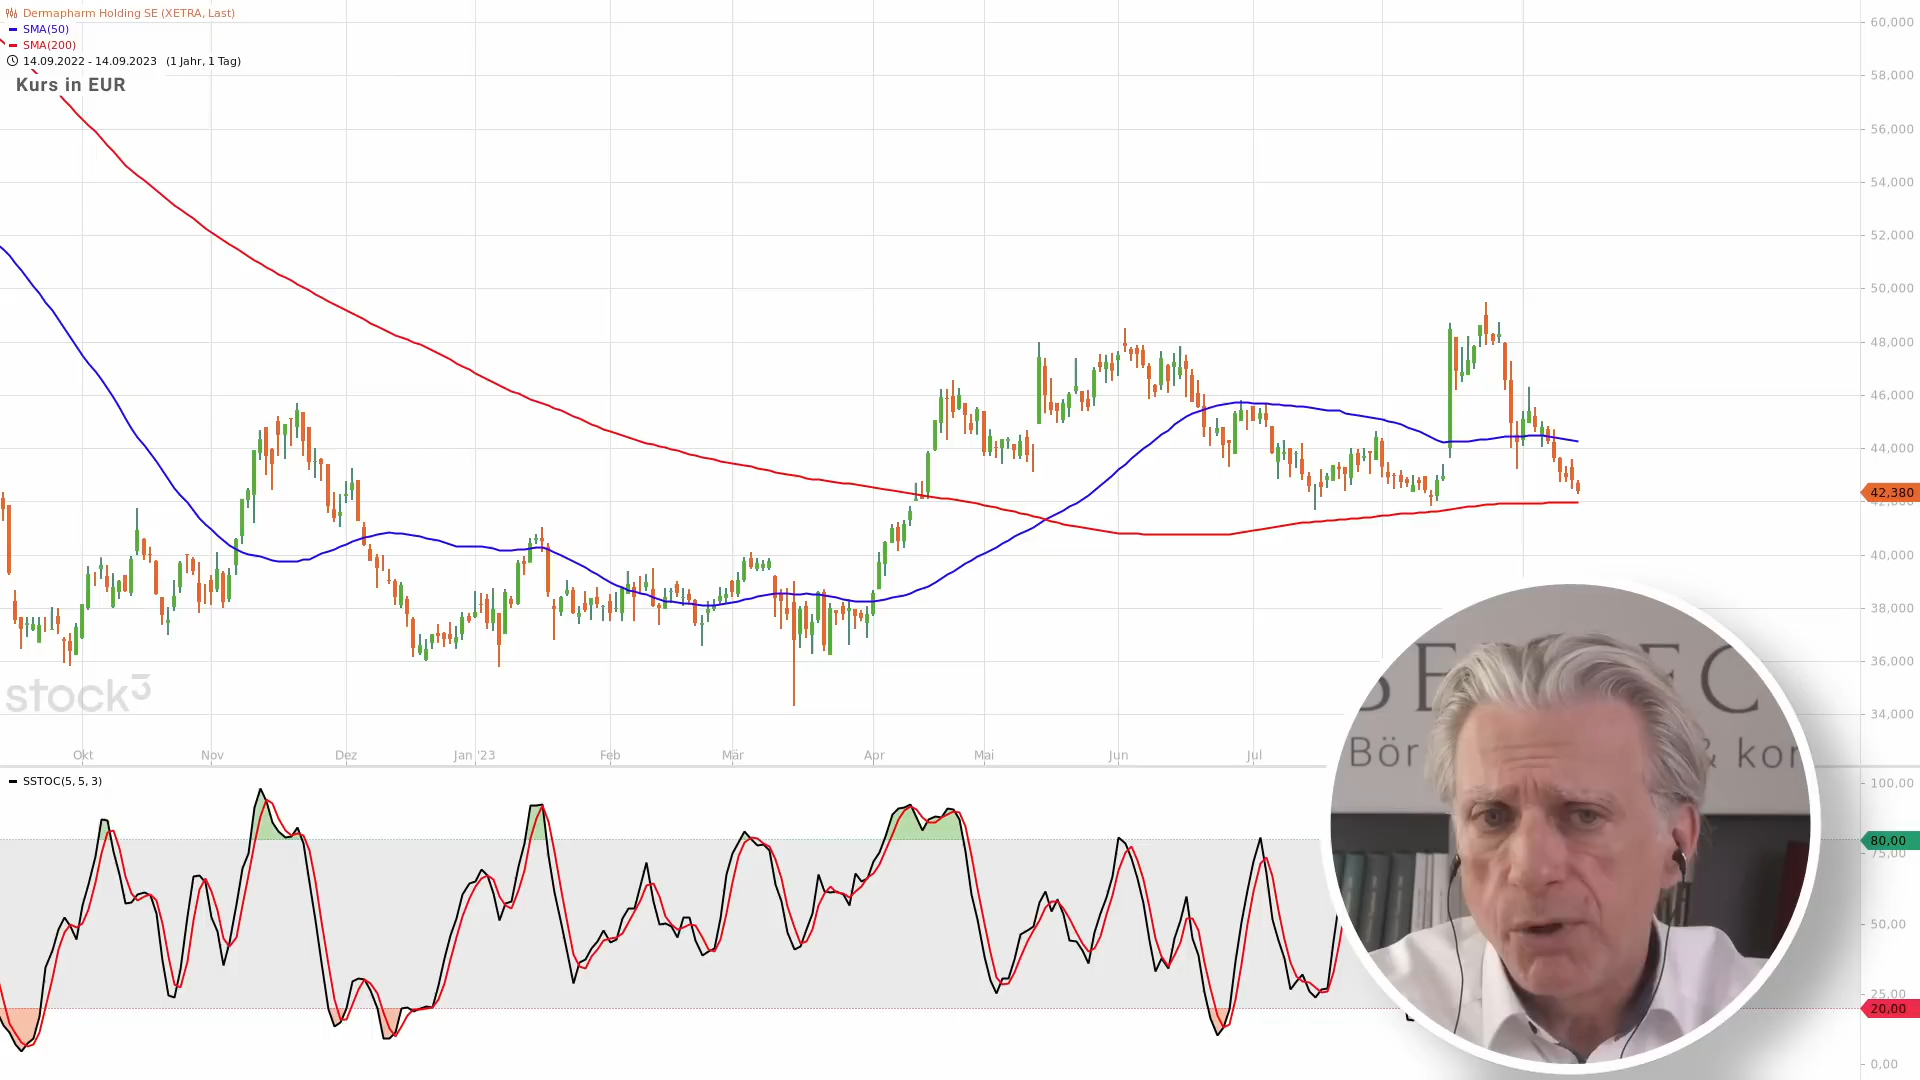 Dermapharm Holding SE (XETRA, Last)
SMA(50)
SMA(200)
14.09.2022 - 14.09.2023 (1 Jahr, 1 Tag)
Kurs in EUR
60,000
58,000
56,000
54,000
52,000
50,000
48,000
46,000
44,000
42,380
42,000
40,000
38,000
36,000
34,000
stock3
Okt
Nov
Dez
Jan '23
Feb
Mär
Apr
Mai
Jun
Jul
Bör
& kor
SSTOC(5, 5, 3)
100,00
80,00
75,00
50,00
25,00
20,00
0,00